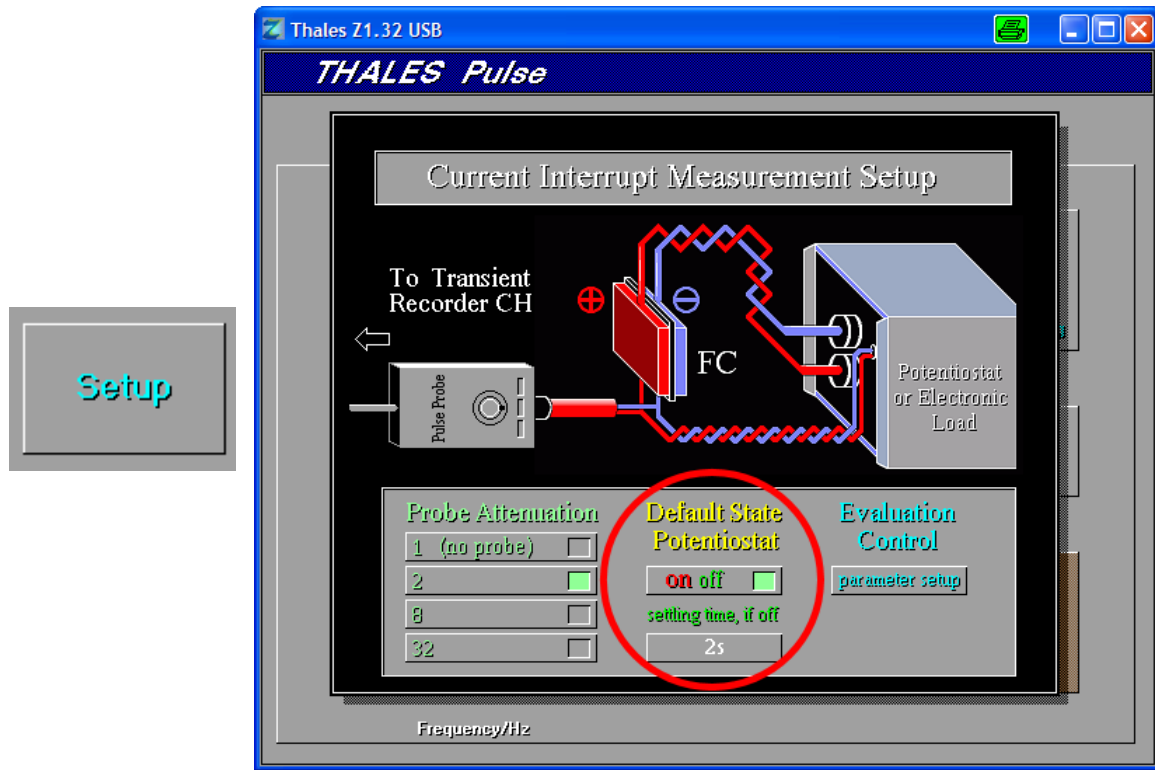 Setup
Thales Z1.32 USB
THALES Pulse
Current Interrupt Measurement Setup
To Transient
Recorder CH
FC
Pulse Probe
Potentiostat
or Electronic
Load
Probe Attenuation
1 (no probe)
2
8
32
Default State
Potentiostat
on off
settling time, if off
2s
Evaluation
Control
parameter setup
Frequency/Hz